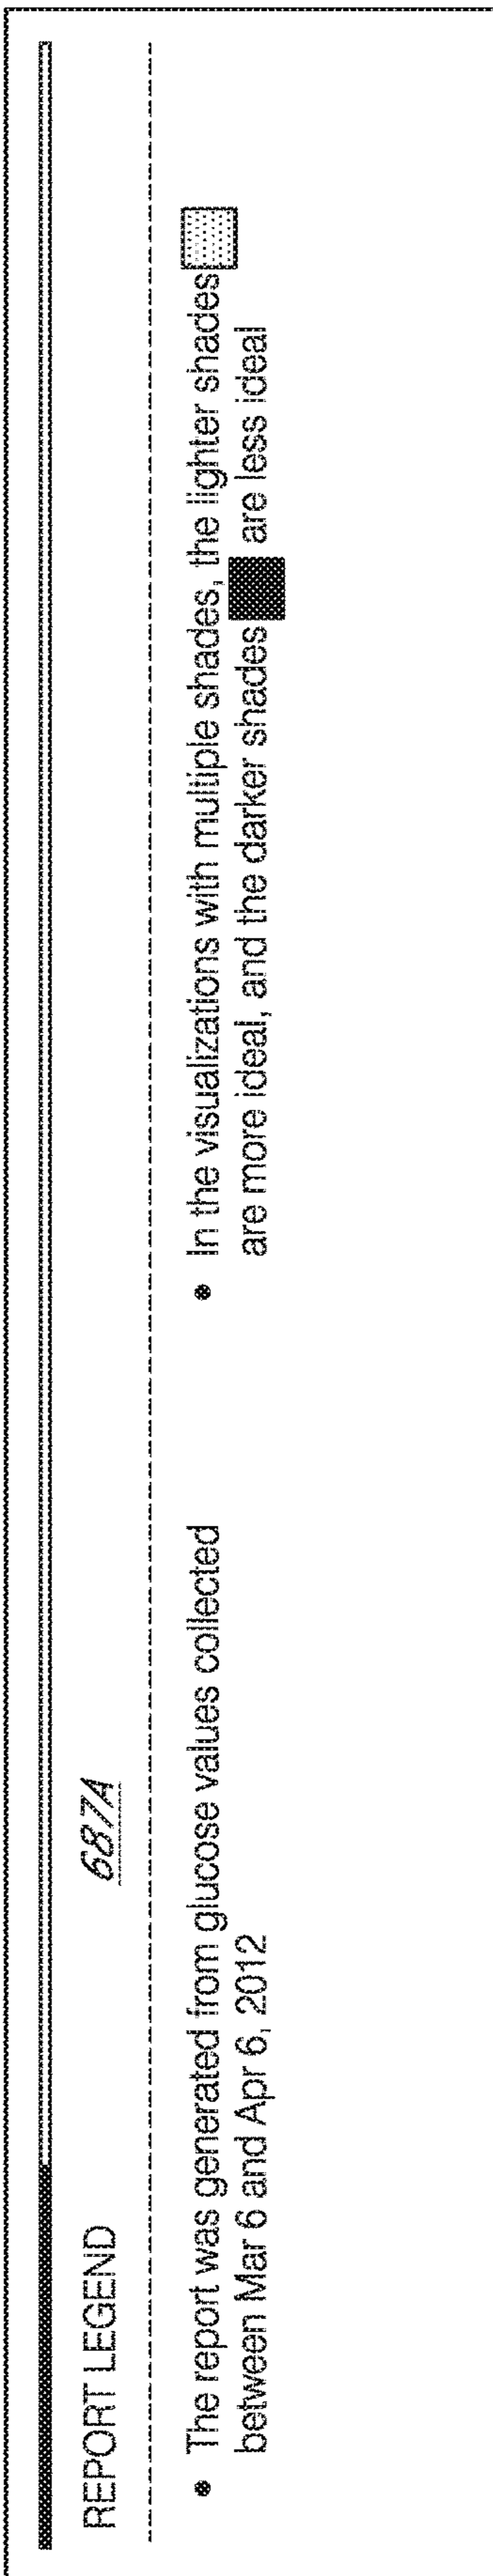 REPORT LEGEND 687A
• The report was generated from glucose values collected
between Mar 6 and Apr 6, 2012
• In the visualizations with multiple shades, the lighter shades
are more ideal, and the darker shades are less ideal